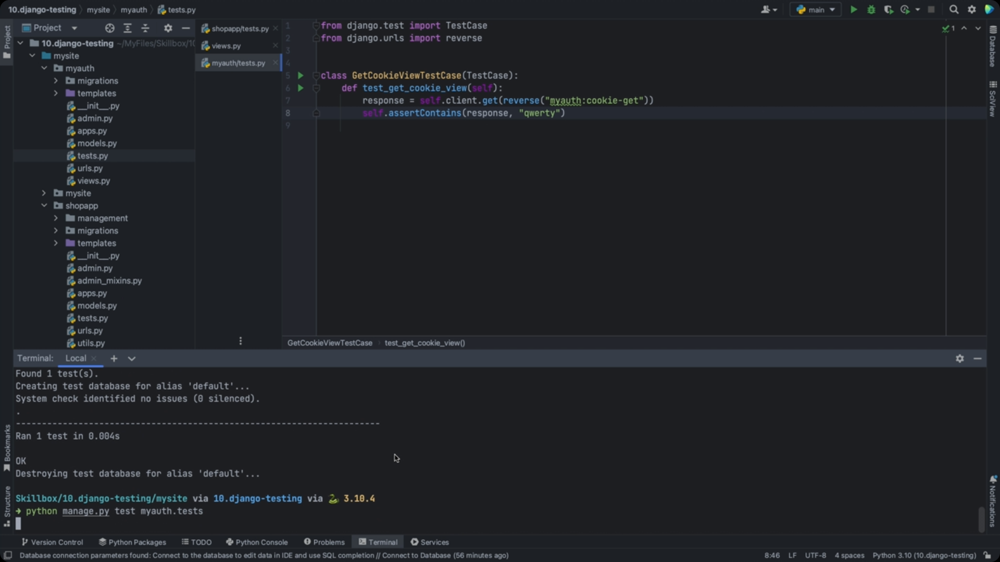 10.django-testing mysite myauth tests.py
main
Project
10.django-testing ~/MyFiles/Skillbox/10
mysite
myauth
migrations
templates
__init__.py
admin.py
apps.py
models.py
tests.py
urls.py
views.py
mysite
shopapp
management
migrations
templates
__init__.py
admin.py
admin_mixins.py
apps.py
models.py
tests.py
urls.py
utils.py
shopapp/tests.py
views.py
myauth/tests.py
1 from django.test import TestCase
2 from django.urls import reverse
3
4
5 class GetCookieViewTestCase(TestCase):
6 def test_get_cookie_view(self):
7 response = self.client.get(reverse("myauth:cookie-get"))
8 self.assertContains(response, "qwerty")
9
1
GetCookieViewTestCase test_get_cookie_view()
Project
Bookmarks
Structure
Database
SciView
Notifications
Terminal: Local
Found 1 test(s).
Creating test database for alias 'default'...
System check identified no issues (0 silenced).
.
----------------------------------------------------------------------
Ran 1 test in 0.004s
OK
Destroying test database for alias 'default'...
Skillbox/10.django-testing/mysite via 10.django-testing via 3.10.4
➜ python manage.py test myauth.tests
Version Control Python Packages TODO Python Console Problems Terminal Services
Database connection parameters found: Connect to the database to edit data in IDE and use SQL completion // Connect to Database (56 minutes ago) 8:46 LF UTF-8 4 spaces Python 3.10 (10.django-testing)